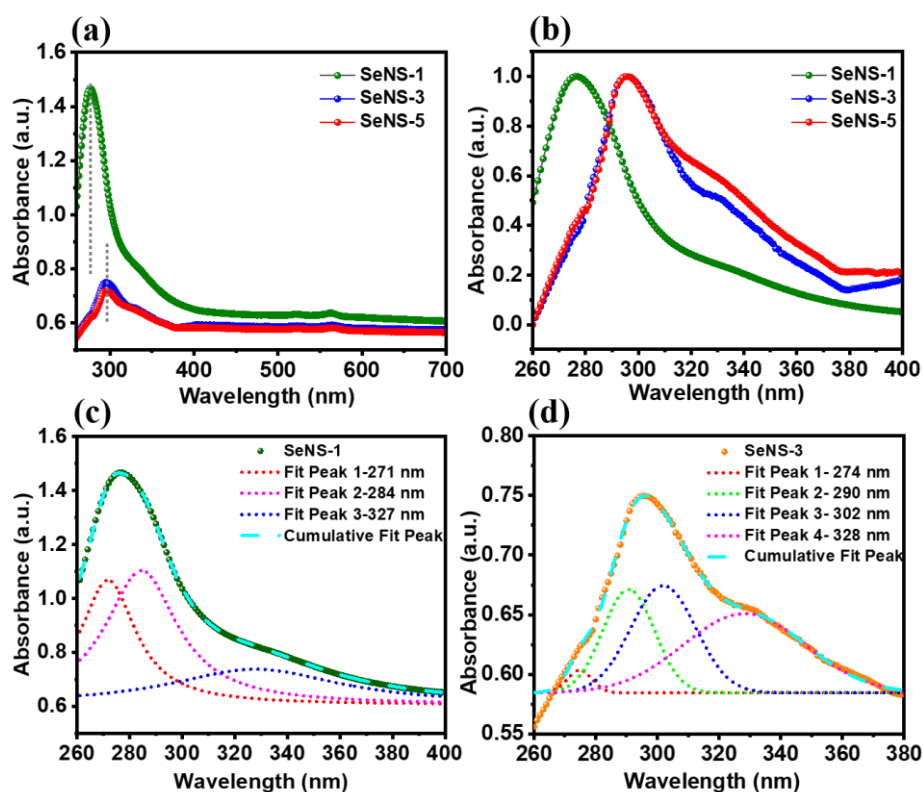 (a)
1.6
1.4
1.2
1.0
0.8
0.6
Absorbance (a.u.)
SeNS-1
SeNS-3
SeNS-5
300 400 500 600 700
Wavelength (nm)
(b)
1.0
0.8
0.6
0.4
0.2
0.0
Absorbance (a.u.)
SeNS-1
SeNS-3
SeNS-5
260 280 300 320 340 360 380 400
Wavelength (nm)
(c)
1.6
1.4
1.2
1.0
0.8
0.6
Absorbance (a.u.)
SeNS-1
Fit Peak 1-271 nm
Fit Peak 2-284 nm
Fit Peak 3-327 nm
Cumulative Fit Peak
260 280 300 320 340 360 380 400
Wavelength (nm)
(d)
0.80
0.75
0.70
0.65
0.60
0.55
Absorbance (a.u.)
SeNS-3
Fit Peak 1- 274 nm
Fit Peak 2- 290 nm
Fit Peak 3- 302 nm
Fit Peak 4- 328 nm
Cumulative Fit Peak
260 280 300 320 340 360 380
Wavelength (nm)